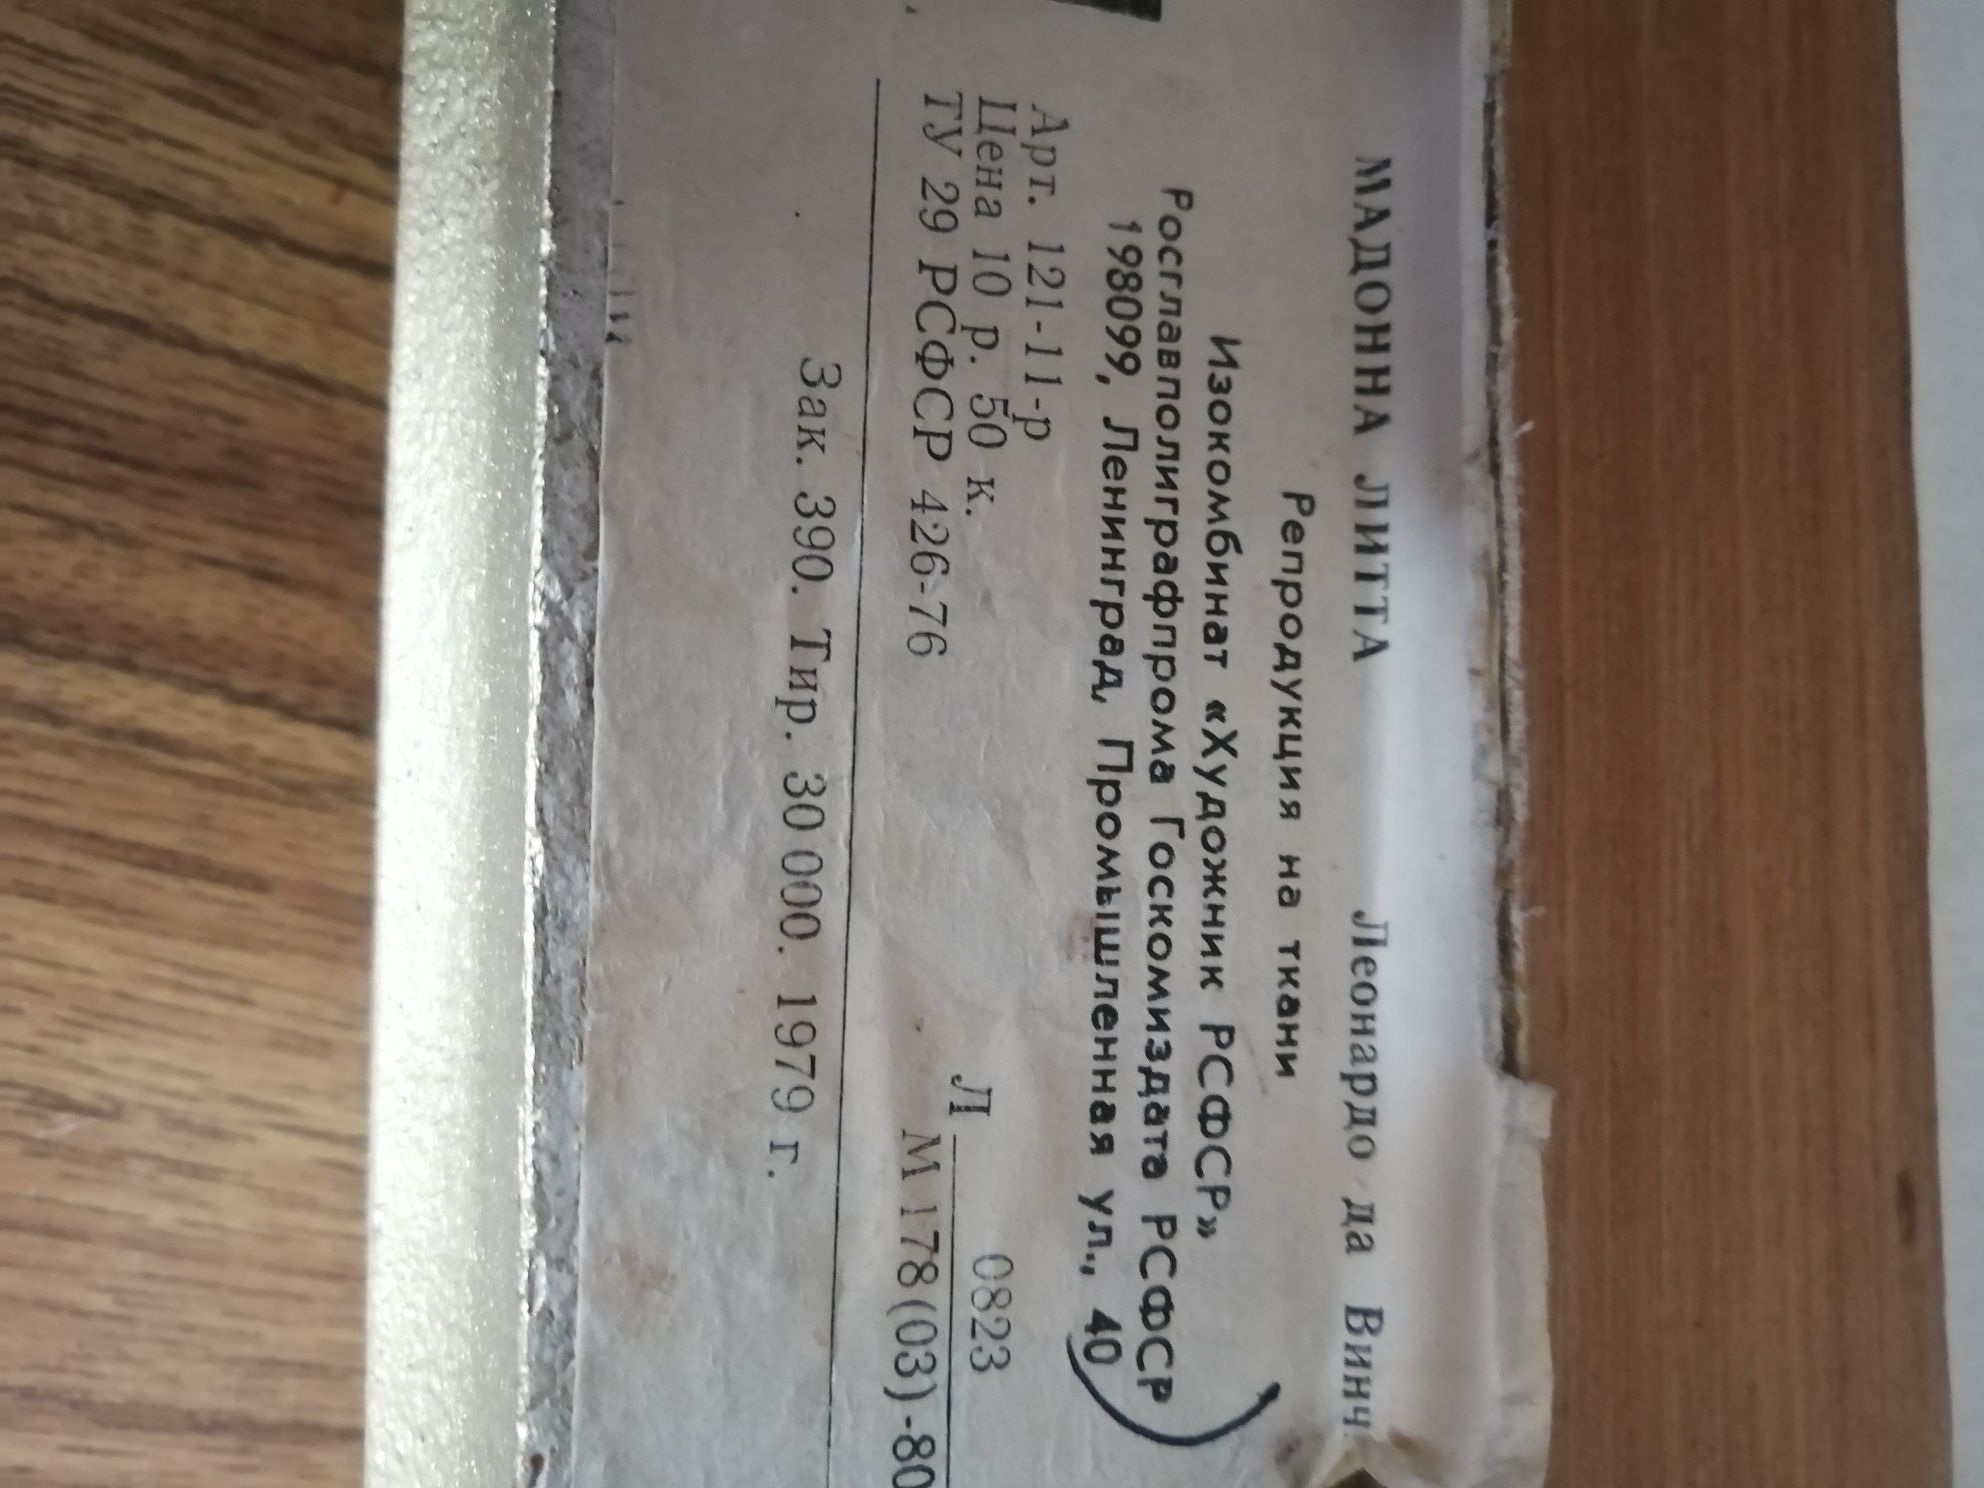 МАДОННА ЛИТТА Леонардо да Винч
Репродукция на ткани
Изокомбинат «Художник РСФСР»
Росглавполиграфпрома Госкомиздата РСФСР
198099, Ленинград, Промышленная ул., 40
Арт. 121-11-р
Цена 10 р. 50 к.
ТУ 29 РСФСР 426-76
0823
Л
М 178(03)-80
Зак. 390. Тир. 30 000. 1979 г.